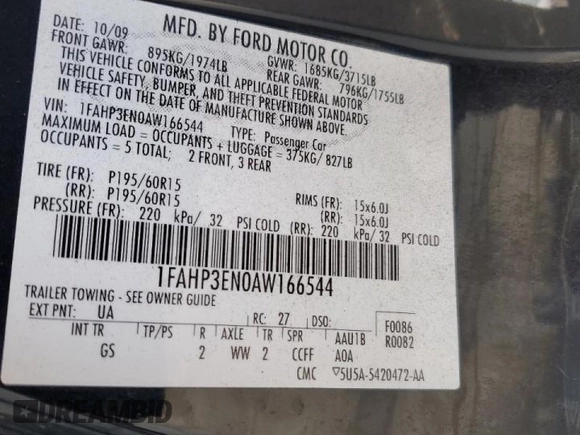 MFD. BY FORD MOTOR CO.
DATE: 10/09 GVWR: 1685KG/3715LB
FRONT GAWR: 895KG/1974LB REAR GAWR: 796KG/1755LB
THIS VEHICLE CONFORMS TO ALL APPLICABLE FEDERAL MOTOR
VEHICLE SAFETY, BUMPER, AND THEFT PREVENTION STANDARDS
IN EFFECT ON THE DATE OF MANUFACTURE SHOWN ABOVE.
VIN: 1FAHP3EN0AW166544 TYPE: Passenger Car
MAXIMUM LOAD = OCCUPANTS + LUGGAGE = 375KG/ 827LB
OCCUPANTS = 5 TOTAL; 2 FRONT, 3 REAR
TIRE (FR): P195/60R15 RIMS (FR): 15x6.0J
(RR): P195/60R15 (RR): 15x6.0J
PRESSURE (FR): 220 kPa/ 32 PSI COLD (RR): 220 kPa/ 32 PSI COLD
1FAHP3EN0AW166544
TRAILER TOWING - SEE OWNER GUIDE
EXT PNT: UA RC: 27 DSO: F0086
INT TR TP/PS R AXLE TR SPR AAU1B R0082
GS 2 WW 2 CCFF A0A
CMC ▽5U5A-5420472-AA
DREAMBID